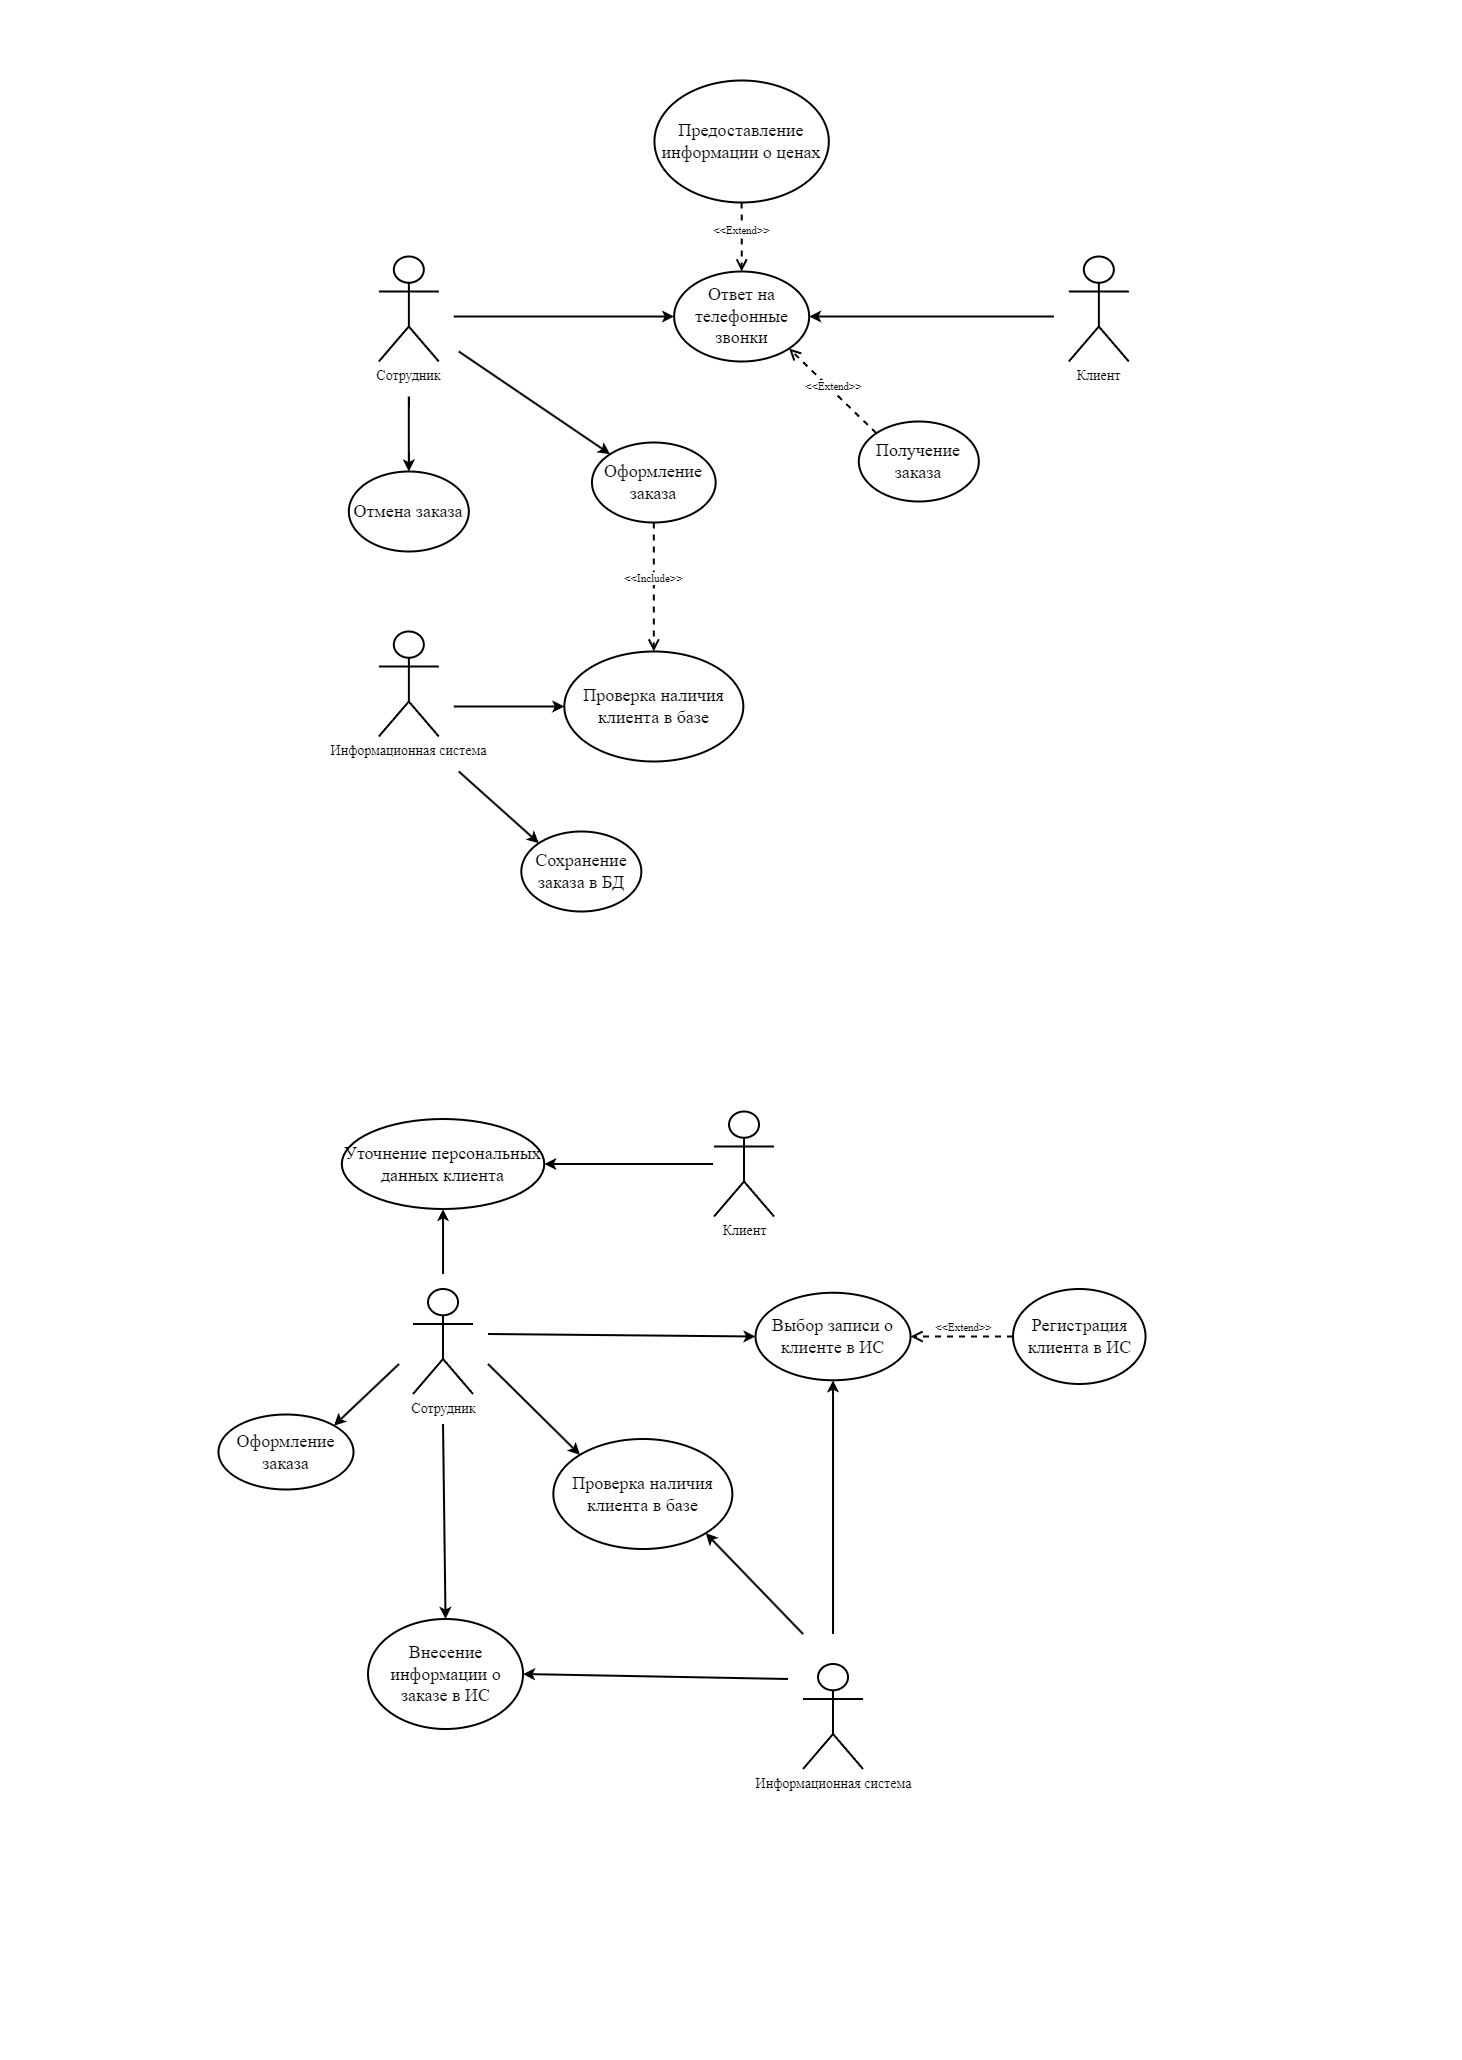 Предоставление
информации о ценах
<<Extend>>
Ответ на
телефонные
звонки
Сотрудник
Клиент
<<Extend>>
Получение
заказа
Оформление
заказа
Отмена заказа
<<Include>>
Проверка наличия
клиента в базе
Информационная система
Сохранение
заказа в БД
Уточнение персональных
данных клиента
Клиент
Выбор записи о
клиенте в ИС
<<Extend>>
Регистрация
клиента в ИС
Сотрудник
Оформление
заказа
Проверка наличия
клиента в базе
Внесение
информации о
заказе в ИС
Информационная система